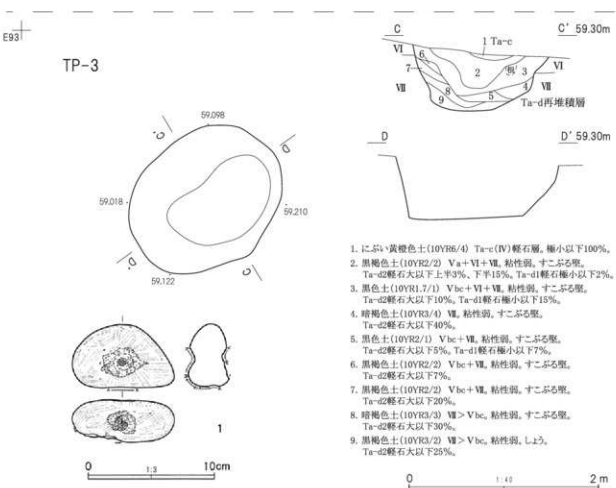 E93
TP-3
59.098
59.018
59.210
59.122
C
C'
D
D'
C
C' 59.30m
1 Ta-c
VI
6
7
2
3
VI
VII
8
4
VII
9
5
Ta-d再堆積層
D
D' 59.30m
1. にぶい黄橙色土(10YR6/4) Ta-c(Ⅳ)軽石層。極小以下100%。
2. 黒褐色土(10YR2/2) Ⅴa+Ⅵ+Ⅶ。粘性弱。すこぶる堅。
Ta-d2軽石大以下上半3%、下半15%。Ta-d1軽石極小以下2%。
3. 黒色土(10YR1.7/1) Ⅴbc+Ⅵ+Ⅶ。粘性弱。すこぶる堅。
Ta-d2軽石大以下10%。Ta-d1軽石極小以下15%。
4. 暗褐色土(10YR3/4) Ⅶ。粘性弱。すこぶる堅。
Ta-d2軽石大以下40%。
5. 黒色土(10YR2/1) Ⅴbc+Ⅶ。粘性弱。すこぶる堅。
Ta-d2軽石大以下5%。Ta-d1軽石極小以下7%。
6. 黒褐色土(10YR2/2) Ⅴbc+Ⅶ。粘性弱。すこぶる堅。
Ta-d2軽石大以下7%。
7. 黒褐色土(10YR2/2) Ⅴbc+Ⅶ。粘性弱。すこぶる堅。
Ta-d2軽石大以下20%。
8. 暗褐色土(10YR3/3) Ⅶ>Ⅴbc。粘性弱。すこぶる堅。
Ta-d2軽石大以下30%。
9. 黒褐色土(10YR3/2) Ⅶ>Ⅴbc。粘性弱。しょう。
Ta-d2軽石大以下25%。
1
0 1:3 10cm
0 1:40 2m